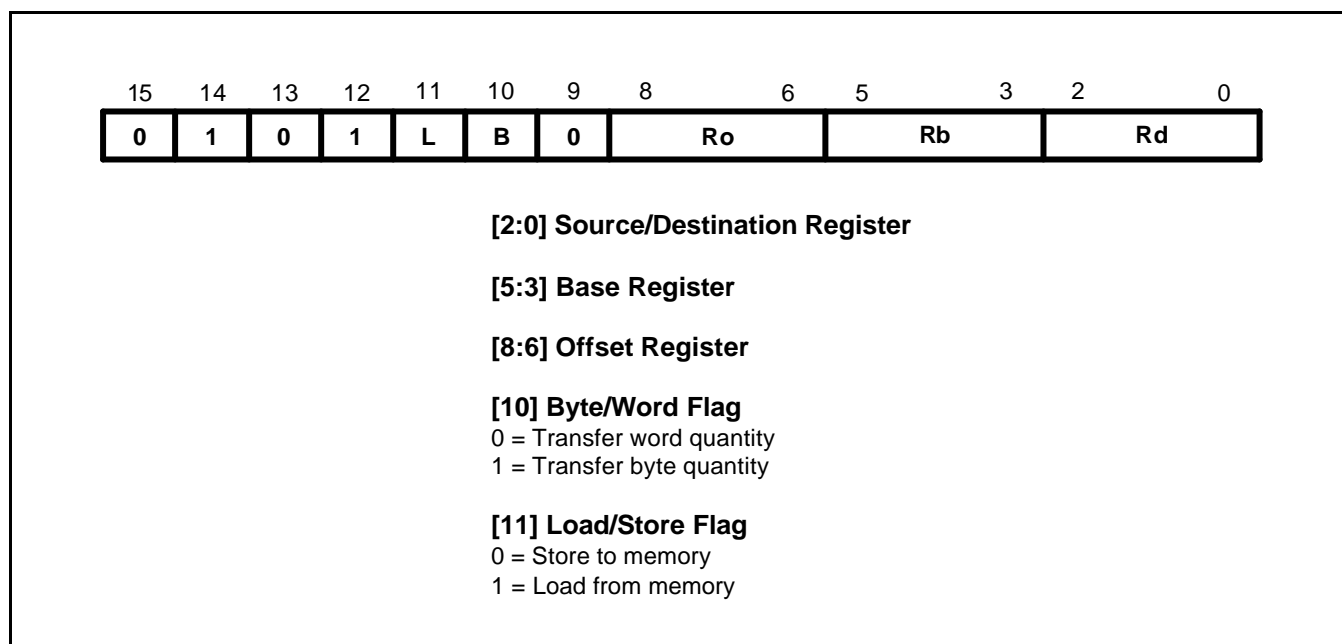 15 14 13 12 11 10 9 8 6 5 3 2 0
0 1 0 1 L B 0 Ro Rb Rd
[2:0] Source/Destination Register
[5:3] Base Register
[8:6] Offset Register
[10] Byte/Word Flag
0 = Transfer word quantity
1 = Transfer byte quantity
[11] Load/Store Flag
0 = Store to memory
1 = Load from memory